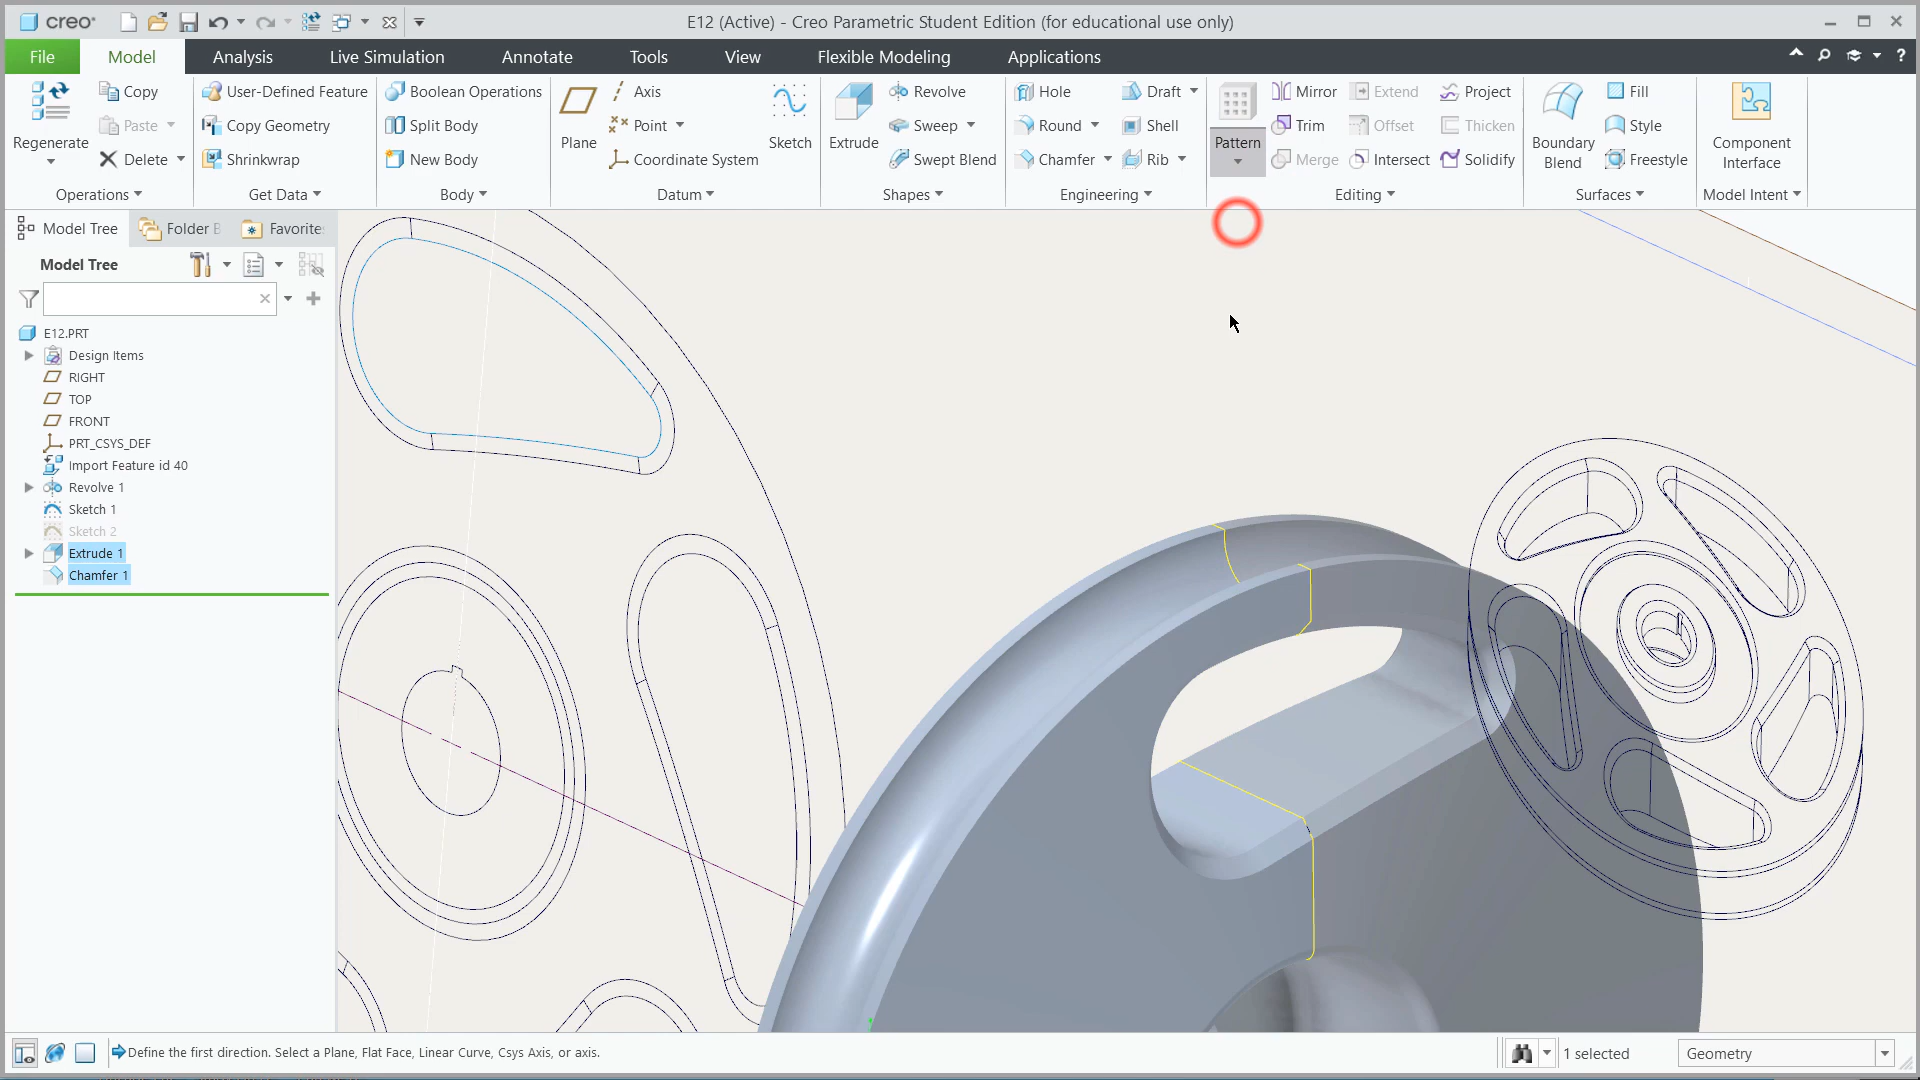 creo
E12 (Active) - Creo Parametric Student Edition (for educational use only)
File
Model
Analysis
Live Simulation
Annotate
Tools
View
Flexible Modeling
Applications
Regenerate
Copy
Paste
Delete
Operations
User-Defined Feature
Copy Geometry
Shrinkwrap
Get Data
Boolean Operations
Split Body
New Body
Body
Plane
Axis
Point
Coordinate System
Sketch
Datum
Extrude
Revolve
Sweep
Swept Blend
Shapes
Hole
Round
Chamfer
Draft
Shell
Rib
Engineering
Pattern
Mirror
Trim
Merge
Extend
Offset
Intersect
Project
Thicken
Solidify
Editing
Boundary
Blend
Fill
Style
Freestyle
Surfaces
Component
Interface
Model Intent
Model Tree
Folder B
Favorite
Model Tree
E12.PRT
Design Items
RIGHT
TOP
FRONT
PRT_CSYS_DEF
Import Feature id 40
Revolve 1
Sketch 1
Sketch 2
Extrude 1
Chamfer 1
Define the first direction. Select a Plane, Flat Face, Linear Curve, Csys Axis, or axis.
1 selected
Geometry